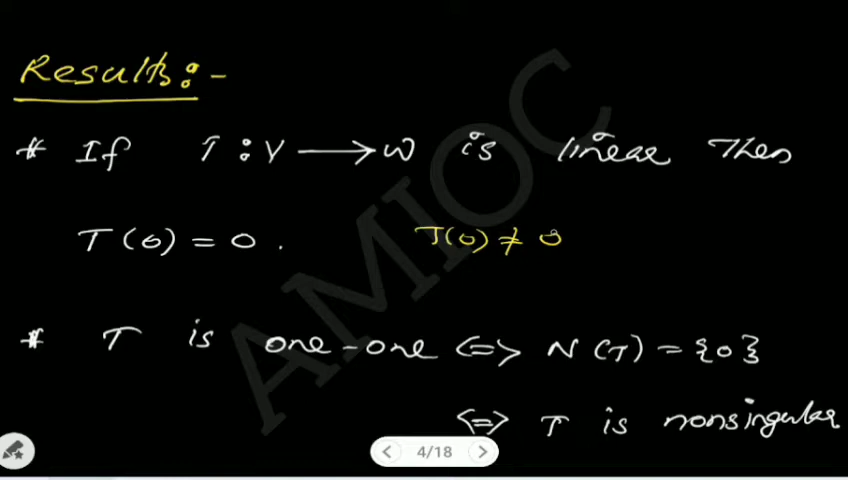 Results:-
* If T : V ⟶ W is linear then
T(0) = 0 . T(0) ≠ 0
* T is one-one <=> N(T) = {0}
<=> T is nonsingular
AMIOC
4/18